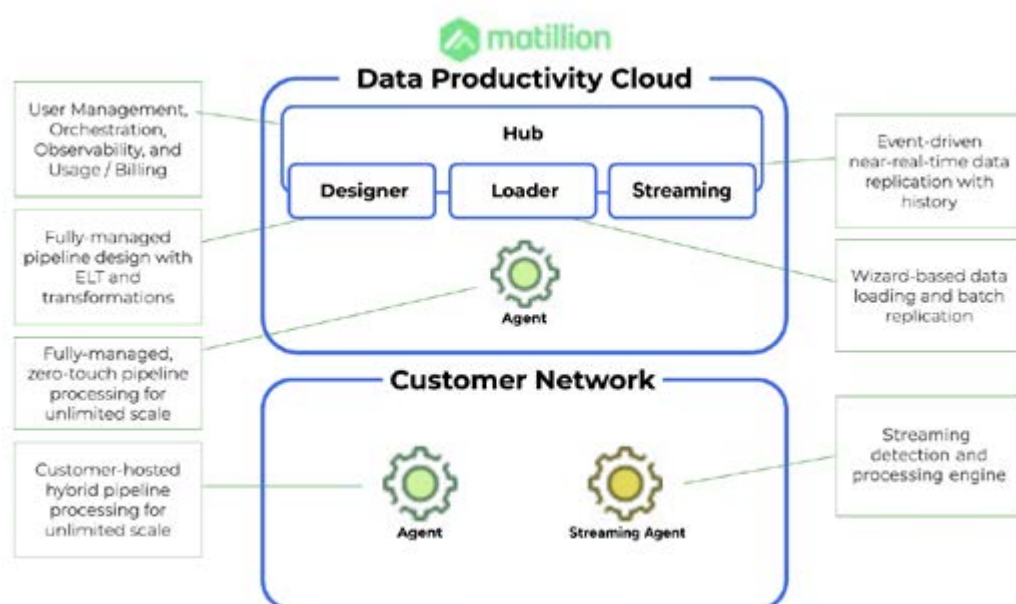 matillion
Data Productivity Cloud
User Management,
Orchestration,
Observability, and
Usage / Billing
Hub
Event-driven
near-real-time data
replication with
history
Designer
Loader
Streaming
Fully-managed
pipeline design with
ELT and
transformations
Wizard-based data
loading and batch
replication
Agent
Fully-managed,
zero-touch pipeline
processing for
unlimited scale
Customer Network
Customer-hosted
hybrid pipeline
processing for
unlimited scale
Agent
Streaming Agent
Streaming
detection and
processing engine